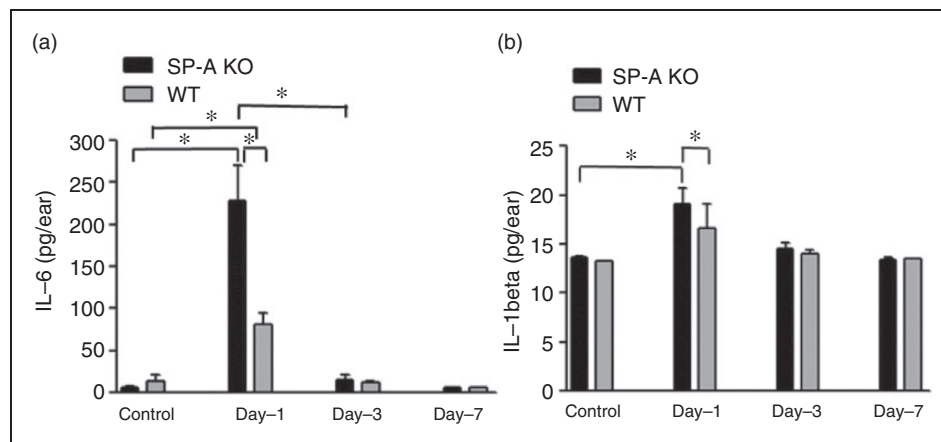 (a)
SP-A KO
WT
*
*
*
*
300
250
200
150
100
50
0
IL–6 (pg/ear)
Control Day–1 Day–3 Day–7
(b)
SP-A KO
WT
*
*
25
20
15
10
5
0
IL–1beta (pg/ear)
Control Day–1 Day–3 Day–7